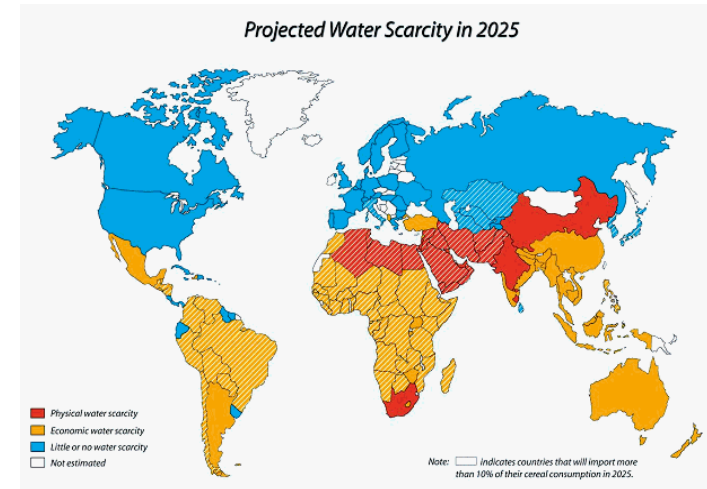 Projected Water Scarcity in 2025
Physical water scarcity
Economic water scarcity
Little or no water scarcity
Not estimated
Note: indicates countries that will import more
than 10% of their cereal consumption in 2025.